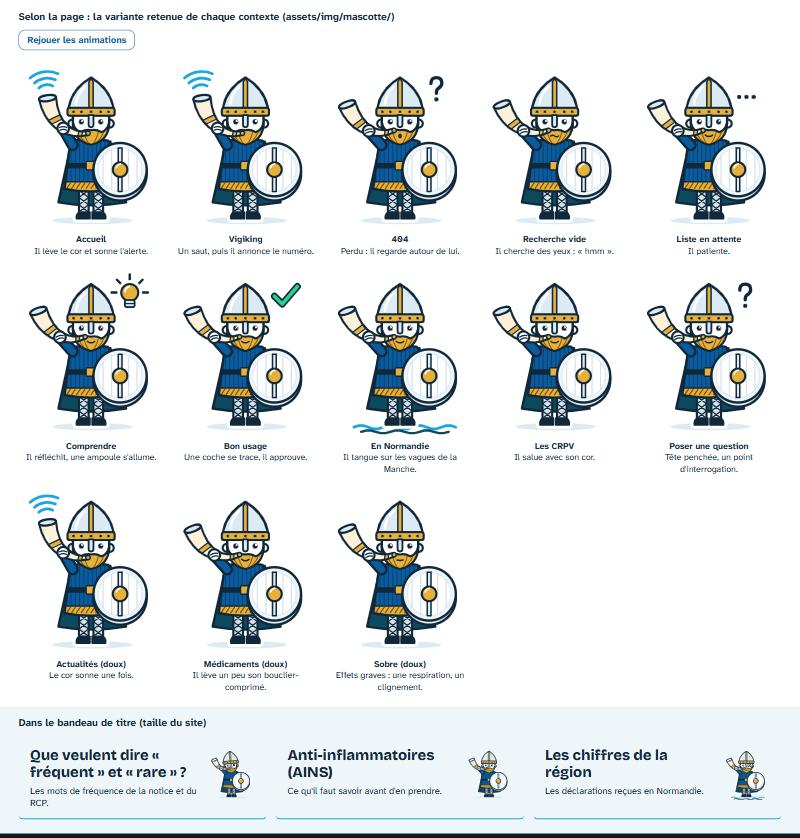 Selon la page : la variante retenue de chaque contexte (assets/img/mascotte/)
Rejouer les animations
?
...
Accueil
Il lève le cor et sonne l'alerte.
Vigiking
Un saut, puis il annonce le numéro.
404
Perdu : il regarde autour de lui.
Recherche vide
Il cherche des yeux : « hmm ».
Liste en attente
Il patiente.
?
Comprendre
Il réfléchit, une ampoule s'allume.
Bon usage
Une coche se trace, il approuve.
En Normandie
Il tangue sur les vagues de la
Manche.
Les CRPV
Il salue avec son cor.
Poser une question
Tête penchée, un point
d'interrogation.
Actualités (doux)
Le cor sonne une fois.
Médicaments (doux)
Il lève un peu son bouclier-
comprimé.
Sobre (doux)
Effets graves : une respiration, un
clignement.
Dans le bandeau de titre (taille du site)
Que veulent dire «
fréquent » et « rare » ?
Les mots de fréquence de la notice et du
RCP.
Anti-inflammatoires
(AINS)
Ce qu'il faut savoir avant d'en prendre.
Les chiffres de la
région
Les déclarations reçues en Normandie.